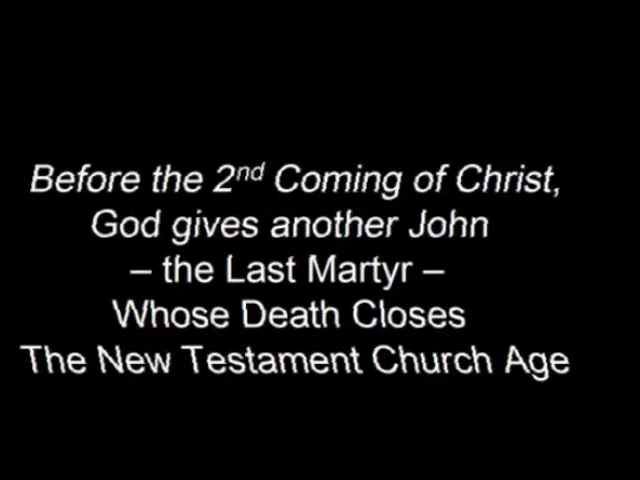 Before the 2nd Coming of Christ,
God gives another John
– the Last Martyr –
Whose Death Closes
The New Testament Church Age